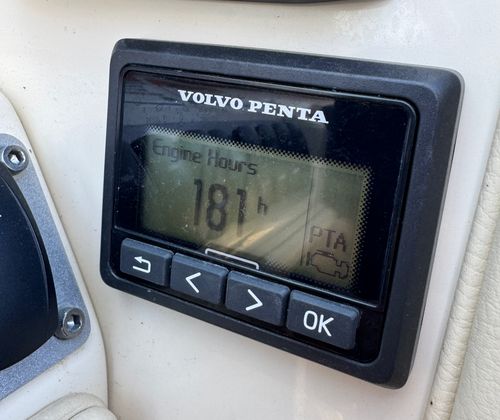 VOLVO PENTA
Engine Hours
181 h
PTA
< >
OK